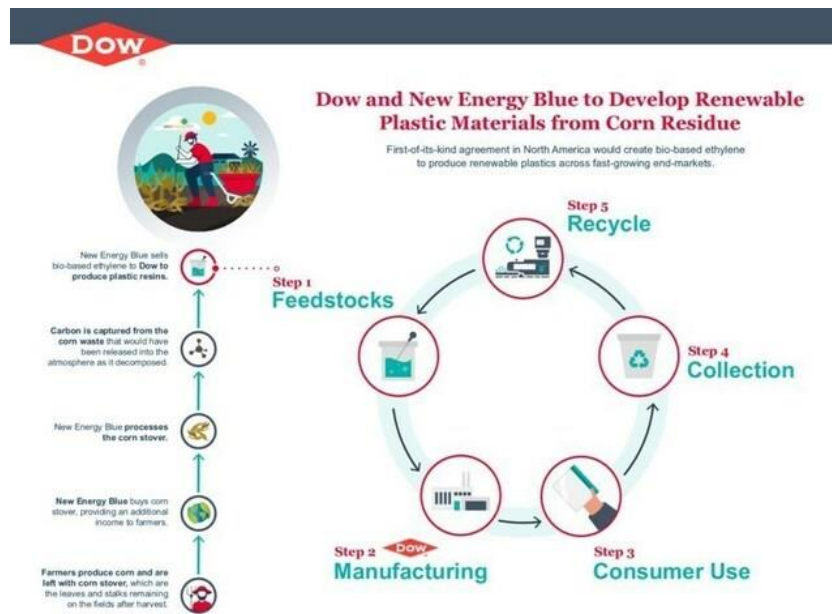 DOW
®
Dow and New Energy Blue to Develop Renewable
Plastic Materials from Corn Residue
First-of-its-kind agreement in North America would create bio-based ethylene
to produce renewable plastics across fast-growing end-markets.
New Energy Blue sells
bio-based ethylene to Dow to
produce plastic resins.
Carbon is captured from the
corn waste that would have
been released into the
atmosphere as it decomposed.
New Energy Blue processes
the corn stover.
New Energy Blue buys corn
stover, providing an additional
income to farmers.
Farmers produce corn and are
left with corn stover, which are
the leaves and stalks remaining
on the fields after harvest.
Step 1
Feedstocks
Step 2 DOW
Manufacturing
Step 3
Consumer Use
Step 4
Collection
Step 5
Recycle